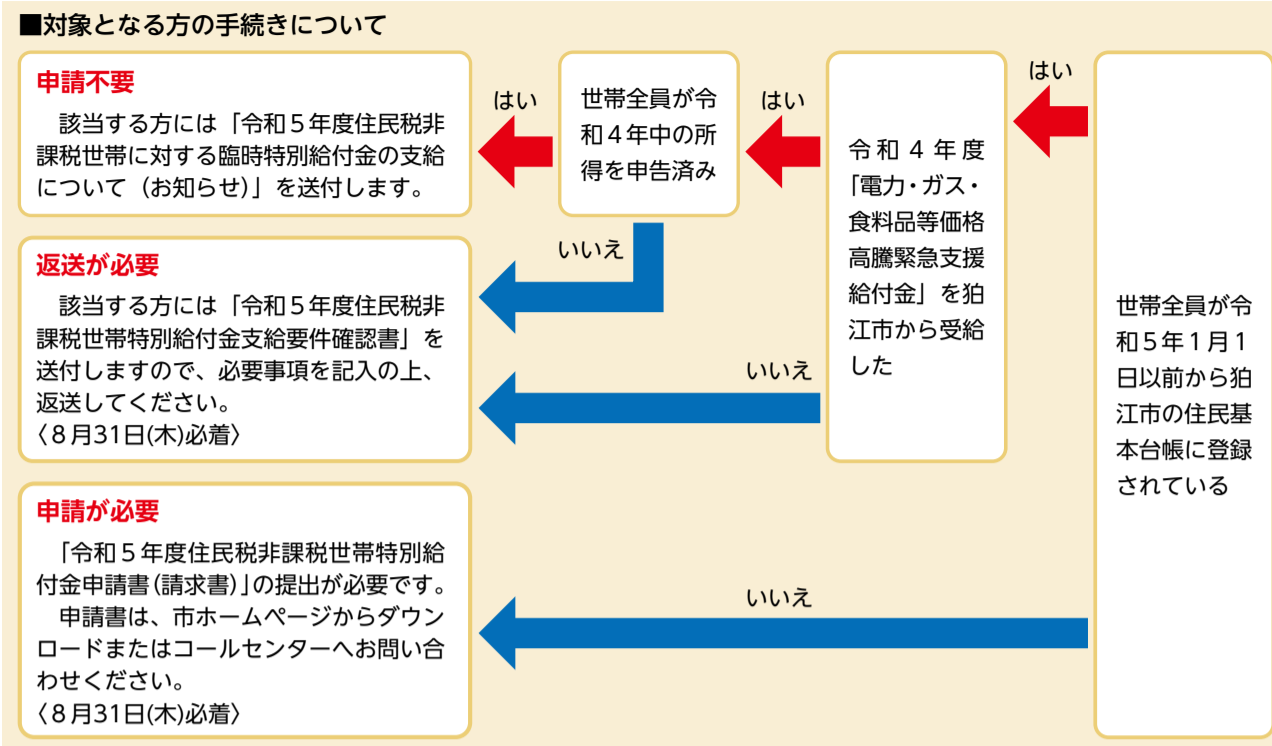 ■対象となる方の手続きについて
申請不要
　該当する方には「令和５年度住民税非
課税世帯に対する臨時特別給付金の支給
について（お知らせ）」を送付します。
はい
世帯全員が令
和４年中の所
得を申告済み
はい
令和４年度
「電力・ガス・
食料品等価格
高騰緊急支援
給付金」を狛
江市から受給
した
はい
世帯全員が令
和５年１月１
日以前から狛
江市の住民基
本台帳に登録
されている
いいえ
返送が必要
　該当する方には「令和５年度住民税非
課税世帯特別給付金支給要件確認書」を
送付しますので、必要事項を記入の上、
返送してください。
〈８月31日(木)必着〉
いいえ
申請が必要
　「令和５年度住民税非課税世帯特別給
付金申請書(請求書)」の提出が必要です。
　申請書は、市ホームページからダウン
ロードまたはコールセンターへお問い合
わせください。
〈８月31日(木)必着〉
いいえ